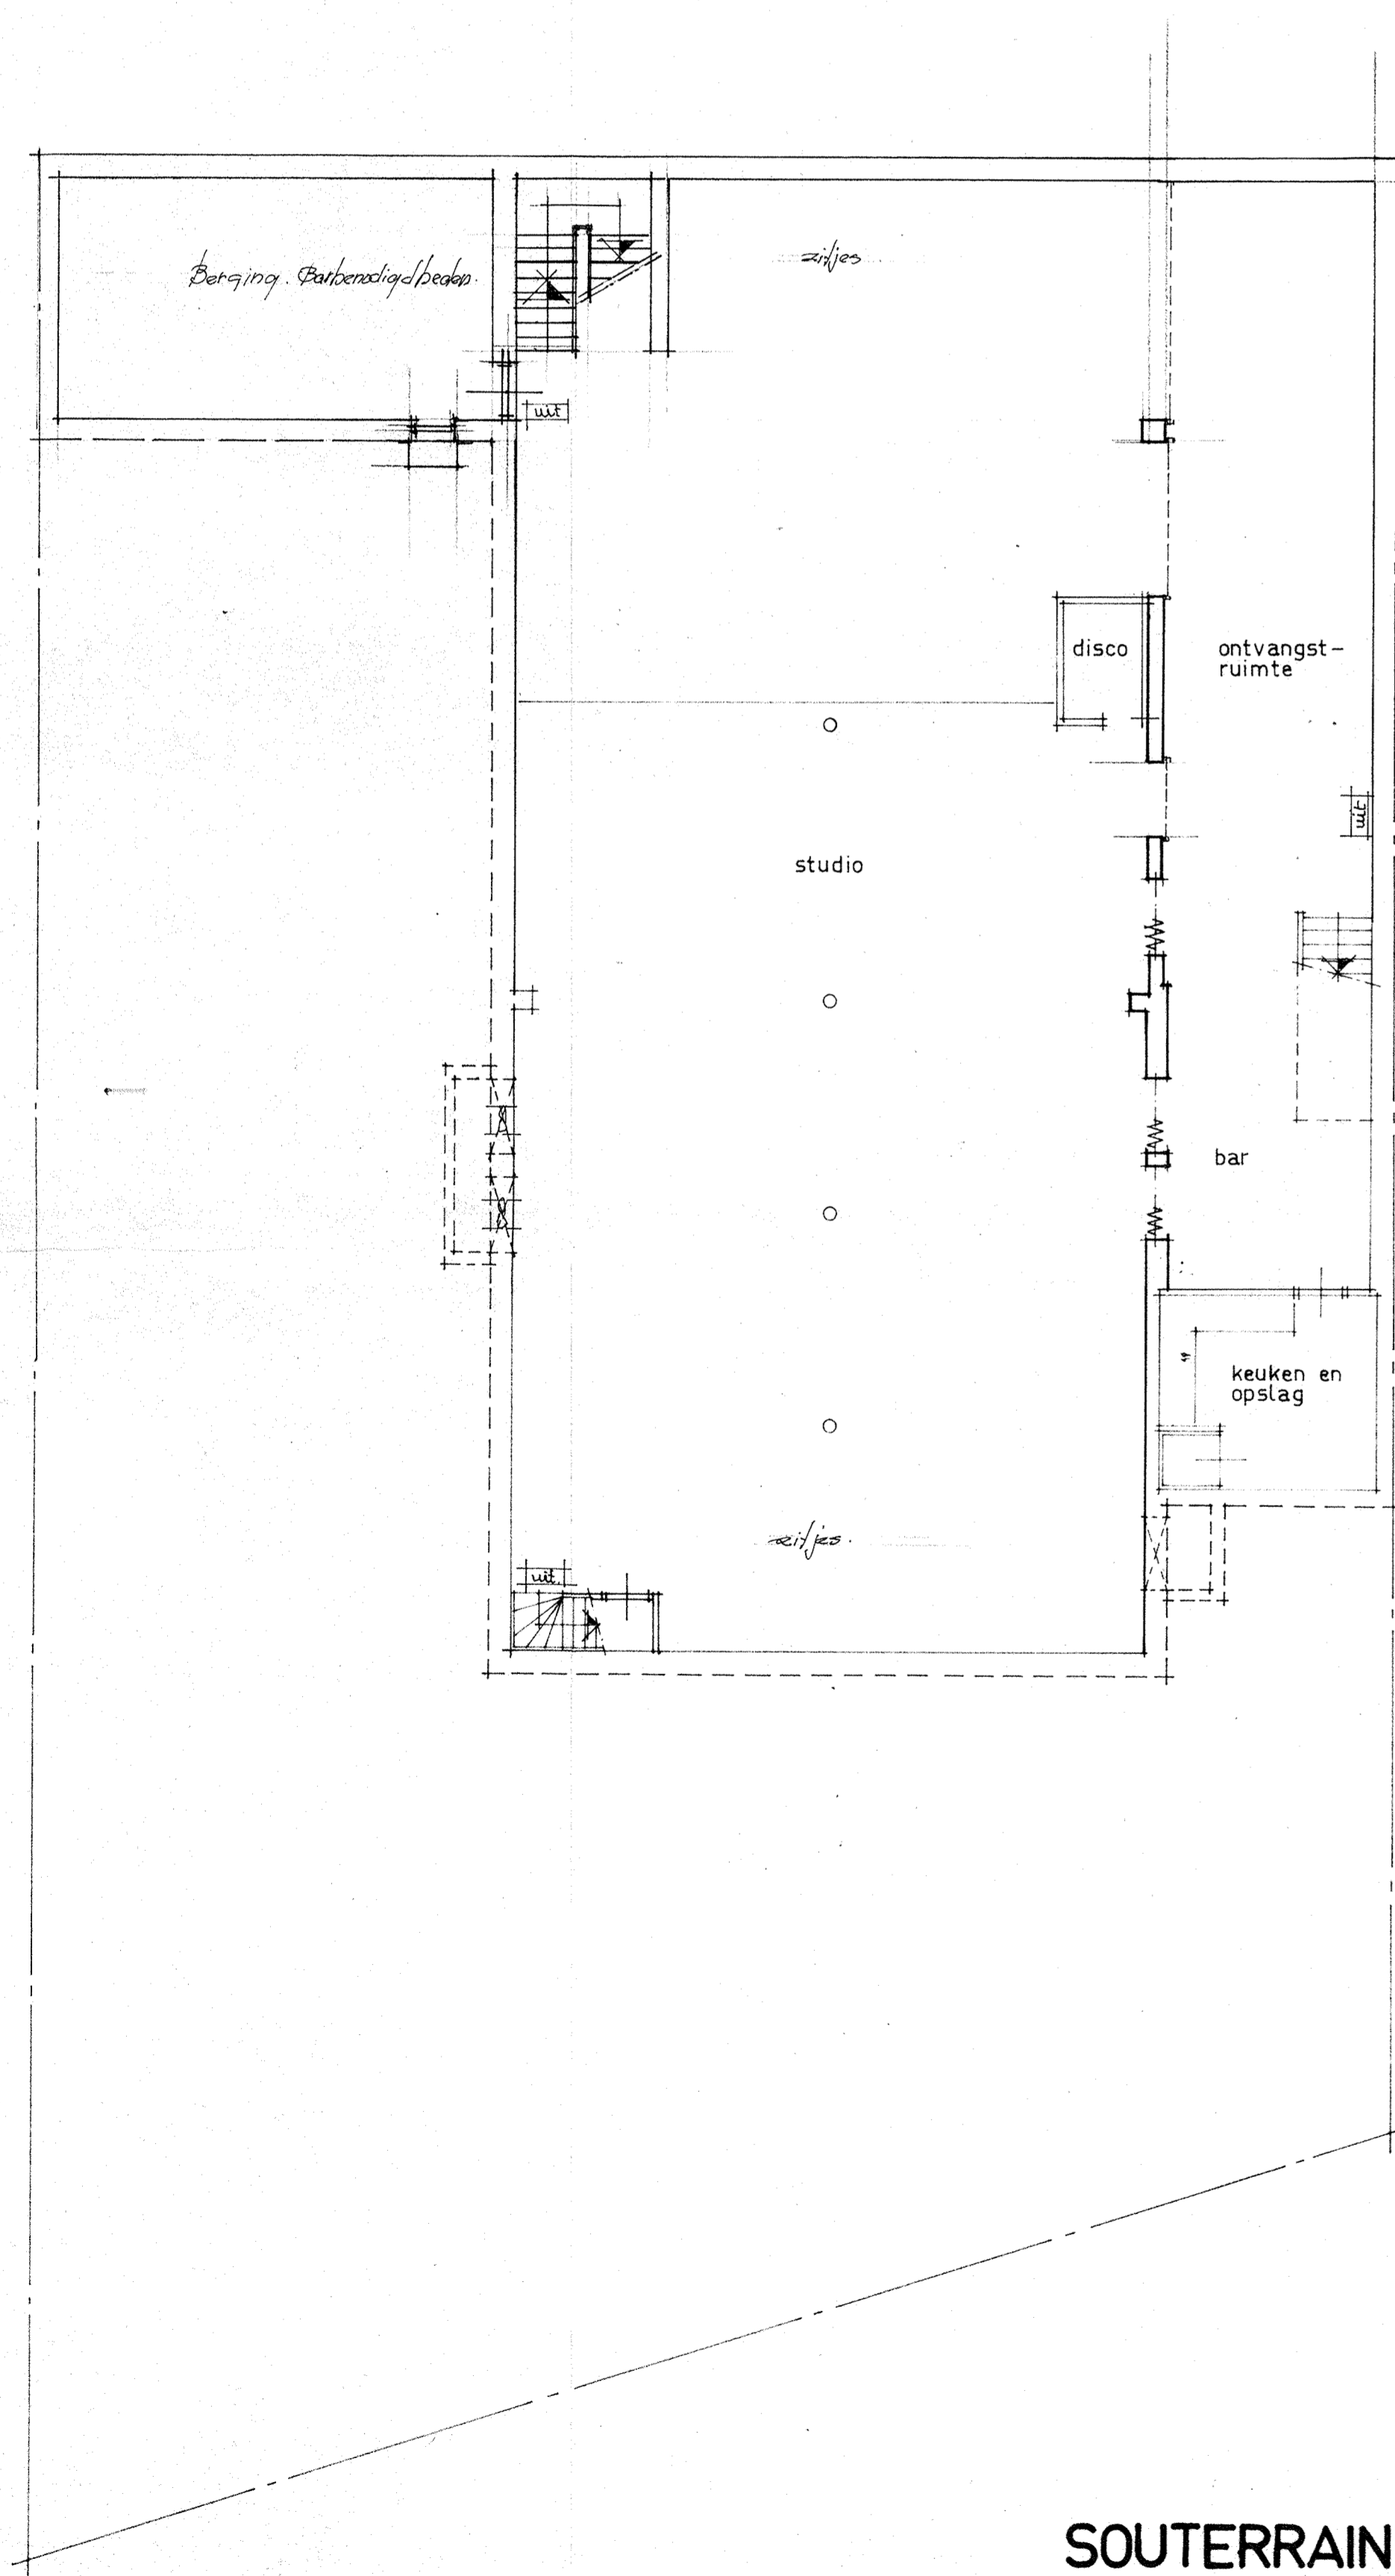 Berging. Barbenodigdheden.
zitjes
uit
disco
ontvangst-
ruimte
uit
studio
bar
keuken en
opslag
zitjes.
uit
SOUTERRAIN